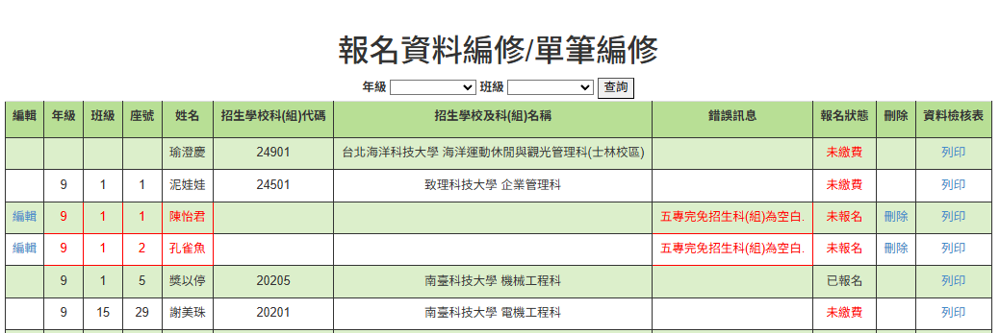 報名資料編修/單筆編修
年級 班級 查詢
編輯 年級 班級 座號 姓名 招生學校科(組)代碼 招生學校及科(組)名稱 錯誤訊息 報名狀態 刪除 資料檢核表
瑜澄慶 24901 台北海洋科技大學 海洋運動休閒與觀光管理科(士林校區) 未繳費 列印
9 1 1 泥娃娃 24501 致理科技大學 企業管理科 未繳費 列印
編輯 9 1 1 陳怡君 五專完免招生科(組)為空白. 未報名 刪除 列印
編輯 9 1 2 孔雀魚 五專完免招生科(組)為空白. 未報名 刪除 列印
9 1 5 獎以停 20205 南臺科技大學 機械工程科 已報名 列印
9 15 29 謝美珠 20201 南臺科技大學 電機工程科 未繳費 列印